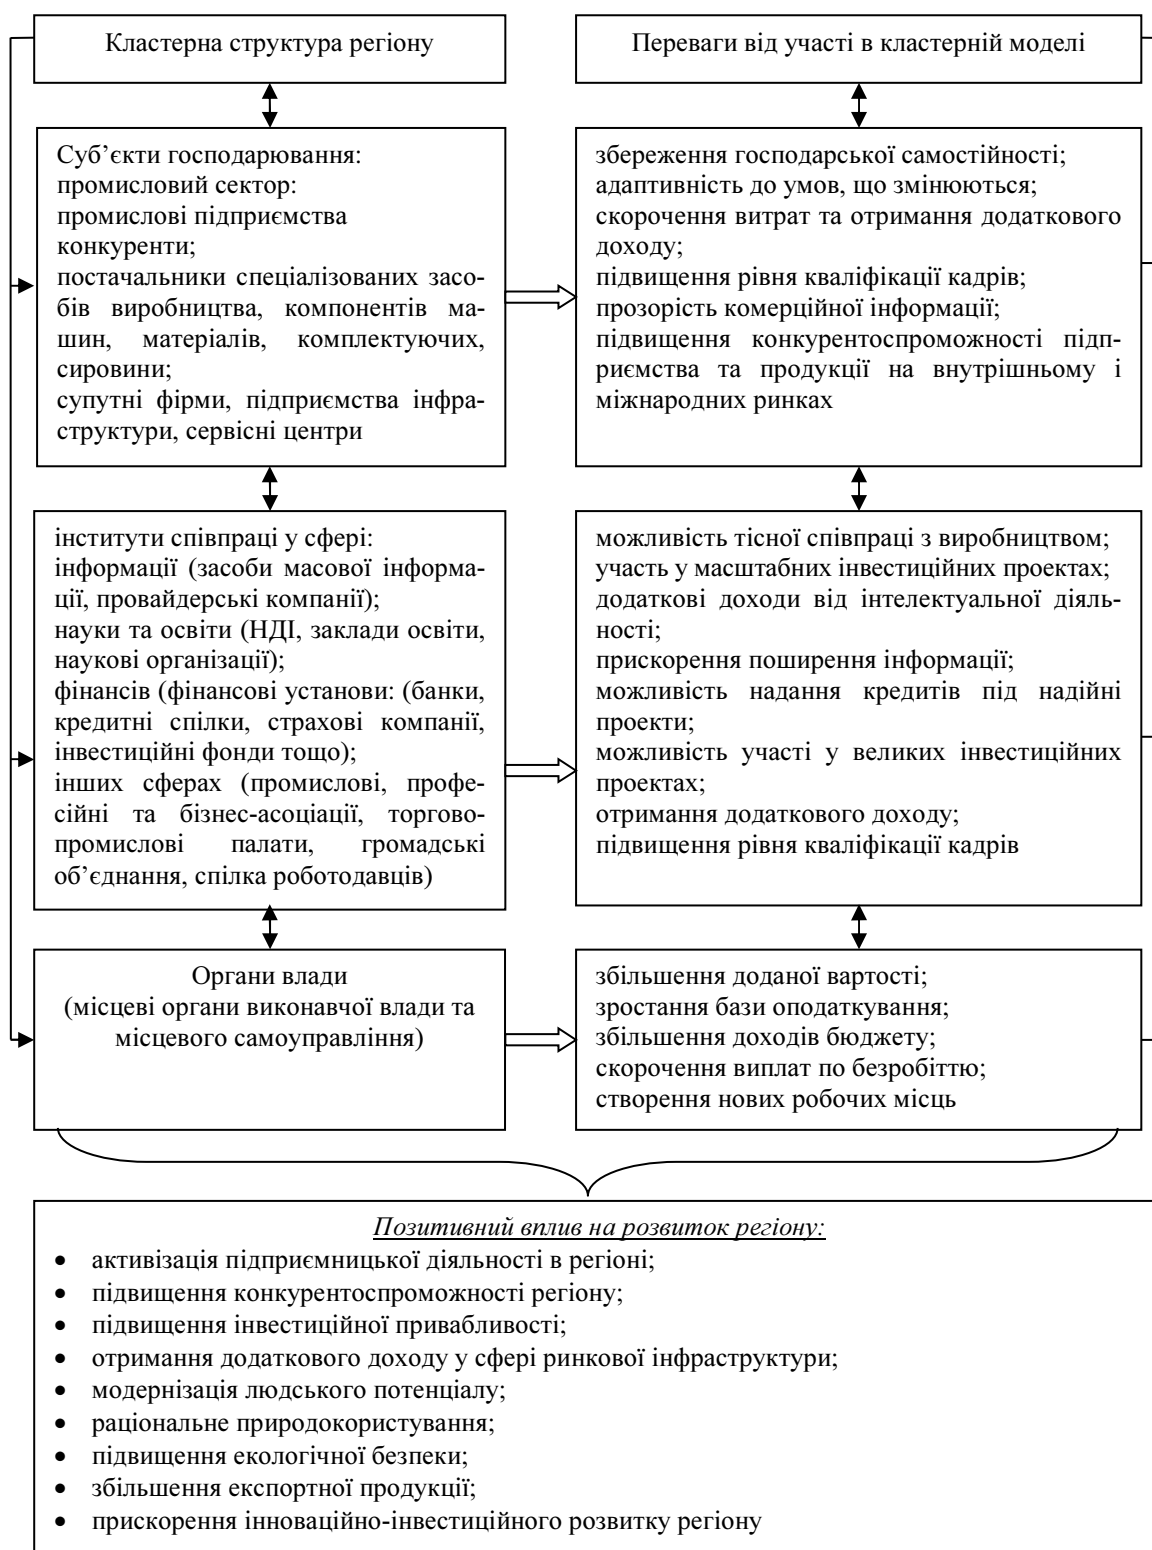 Кластерна структура регіону
Переваги від участі в кластерній моделі
Суб’єкти господарювання:
промисловий сектор:
промислові підприємства
конкуренти;
постачальники спеціалізованих засо-
бів виробництва, компонентів ма-
шин, матеріалів, комплектуючих,
сировини;
супутні фірми, підприємства інфра-
структури, сервісні центри
збереження господарської самостійності;
адаптивність до умов, що змінюються;
скорочення витрат та отримання додаткового
доходу;
підвищення рівня кваліфікації кадрів;
прозорість комерційної інформації;
підвищення конкурентоспроможності підп-
риємства та продукції на внутрішньому і
міжнародних ринках
інститути співпраці у сфері:
інформації (засоби масової інформа-
ції, провайдерські компанії);
науки та освіти (НДІ, заклади освіти,
наукові організації);
фінансів (фінансові установи: (банки,
кредитні спілки, страхові компанії,
інвестиційні фонди тощо);
інших сферах (промислові, профе-
сійні та бізнес-асоціації, торгово-
промислові палати, громадські
об’єднання, спілка роботодавців)
можливість тісної співпраці з виробництвом;
участь у масштабних інвестиційних проектах;
додаткові доходи від інтелектуальної діяль-
ності;
прискорення поширення інформації;
можливість надання кредитів під надійні
проекти;
можливість участі у великих інвестиційних
проектах;
отримання додаткового доходу;
підвищення рівня кваліфікації кадрів
Органи влади
(місцеві органи виконавчої влади та
місцевого самоуправління)
збільшення доданої вартості;
зростання бази оподаткування;
збільшення доходів бюджету;
скорочення виплат по безробіттю;
створення нових робочих місць
Позитивний вплив на розвиток регіону:
• активізація підприємницької діяльності в регіоні;
• підвищення конкурентоспроможності регіону;
• підвищення інвестиційної привабливості;
• отримання додаткового доходу у сфері ринкової інфраструктури;
• модернізація людського потенціалу;
• раціональне природокористування;
• підвищення екологічної безпеки;
• збільшення експортної продукції;
• прискорення інноваційно-інвестиційного розвитку регіону